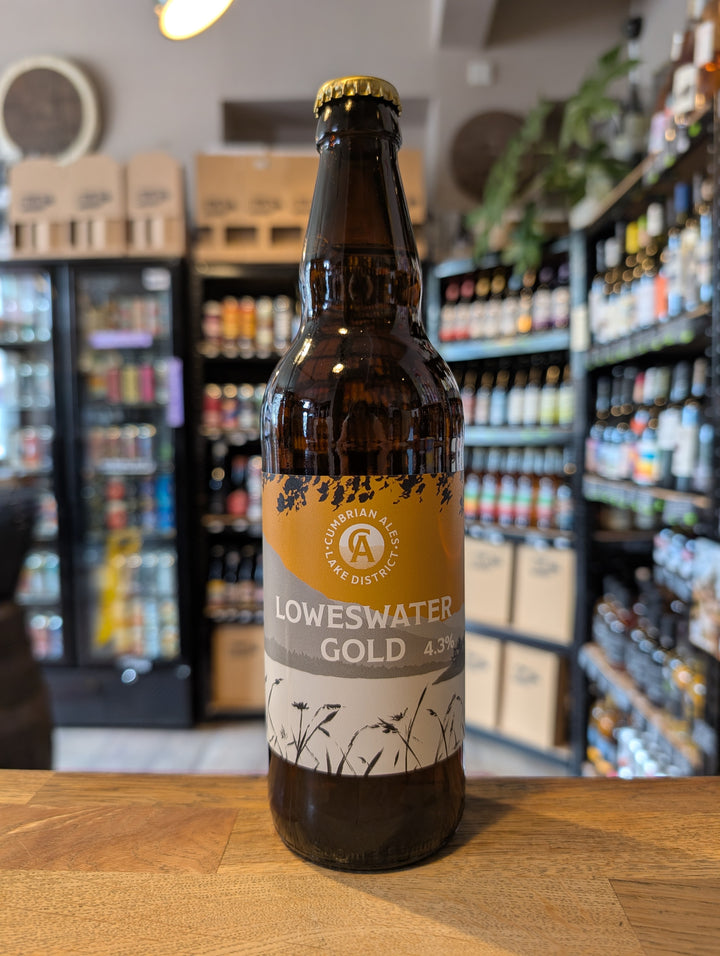 CUMBRIAN ALES
CA
LAKE DISTRICT
LOWESWATER
GOLD 4.3%